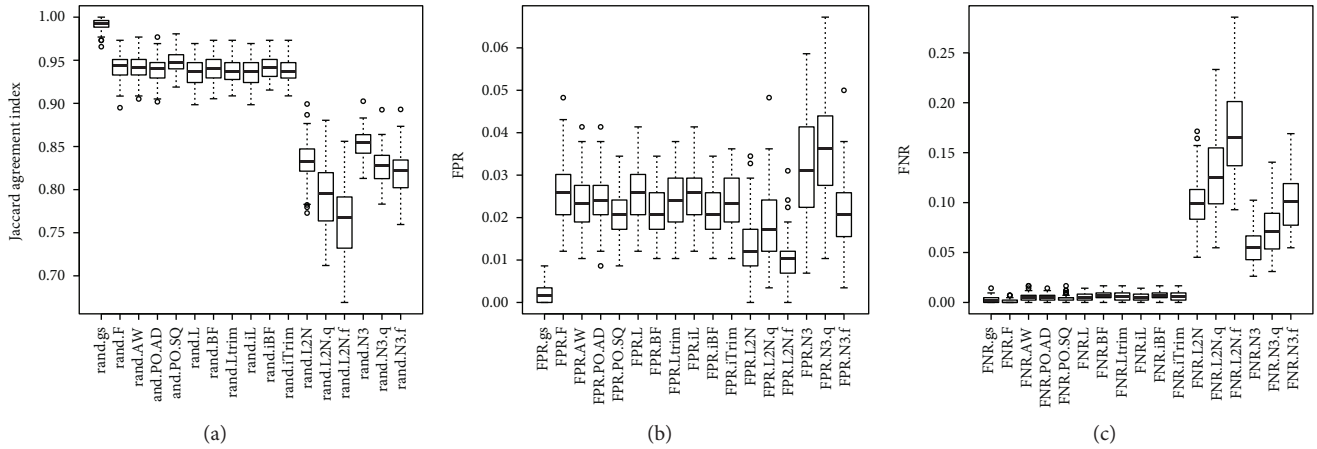 Jaccard agreement index
1.00
0.95
0.90
0.85
0.80
0.75
0.70
rand.gs
rand.F
rand.AW
and.PO.AD
and.PO.SQ
rand.L
rand.BF
rand.Ltrim
rand.iL
rand.iBF
rand.iTrim
rand.L2N
rand.L2N.q
rand.L2N.f
rand.N3
rand.N3.q
rand.N3.f
(a)
FPR
0.06
0.05
0.04
0.03
0.02
0.01
0.00
FPR.gs
FPR.F
FPR.AW
FPR.PO.AD
FPR.PO.SQ
FPR.L
FPR.BF
FPR.Ltrim
FPR.iL
FPR.iBF
FPR.iTrim
FPR.L2N
FPR.L2N.q
FPR.L2N.f
FPR.N3
FPR.N3.q
FPR.N3.f
(b)
FNR
0.25
0.20
0.15
0.10
0.05
0.00
FNR.gs
FNR.F
FNR.AW
FNR.PO.AD
FNR.PO.SQ
FNR.L
FNR.BF
FNR.Ltrim
FNR.iL
FNR.iBF
FNR.iTrim
FNR.L2N
FNR.L2N.q
FNR.L2N.f
FNR.N3
FNR.N3.q
FNR.N3.f
(c)